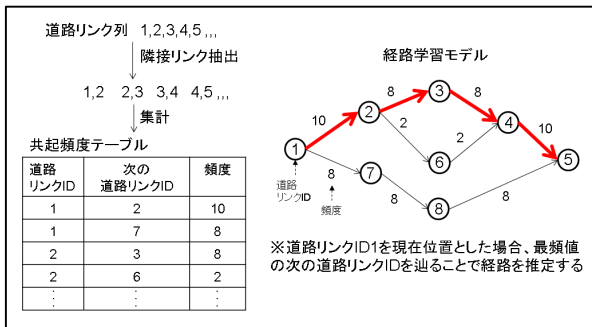 道路リンク列 1,2,3,4,5 ,,,
隣接リンク抽出
1,2 2,3 3,4 4,5 ,,,
集計
共起頻度テーブル
道路リンクID 次の道路リンクID 頻度
1 2 10
1 7 8
2 3 8
2 6 2
⋮ ⋮ ⋮
経路学習モデル
8 3 8
10 2 4 10
2 2
1 6 5
道路リンクID 8 7
頻度 8 8 8
※道路リンクID1を現在位置とした場合、最頻値
の次の道路リンクIDを辿ることで経路を推定する